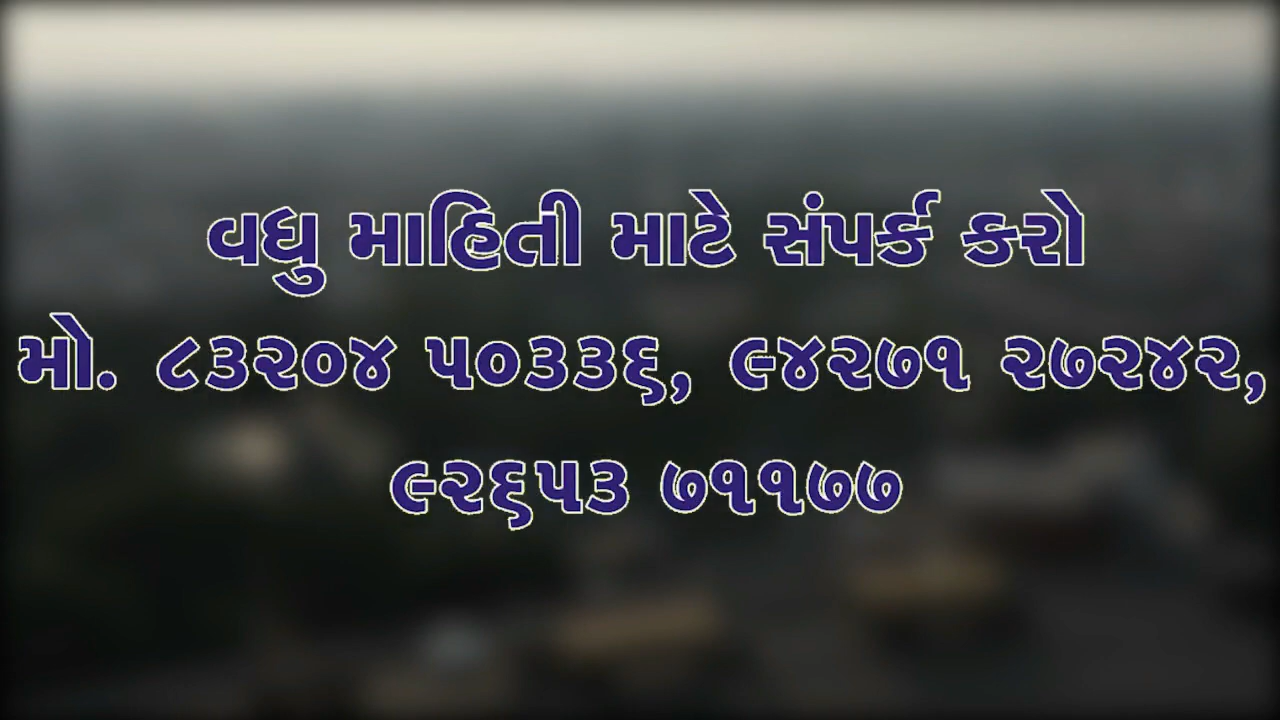 વધુ માહિતી માટે સંપર્ક કરો
મો. ૮૩૨૦૪ ૫૦૩૩૬, ૯૪૨૭૧ ૨૭૨૪૨,
૯૨૬૫૩ ૭૧૧૭૭